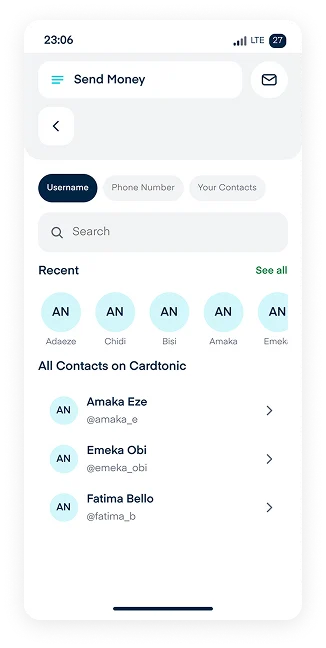 23:06 LTE 27
Send Money
Username Phone Number Your Contacts
Search
Recent See all
AN AN AN AN AN
Adaeze Chidi Bisi Amaka Emeka
All Contacts on Cardtonic
AN Amaka Eze
@amaka_e
AN Emeka Obi
@emeka_obi
AN Fatima Bello
@fatima_b